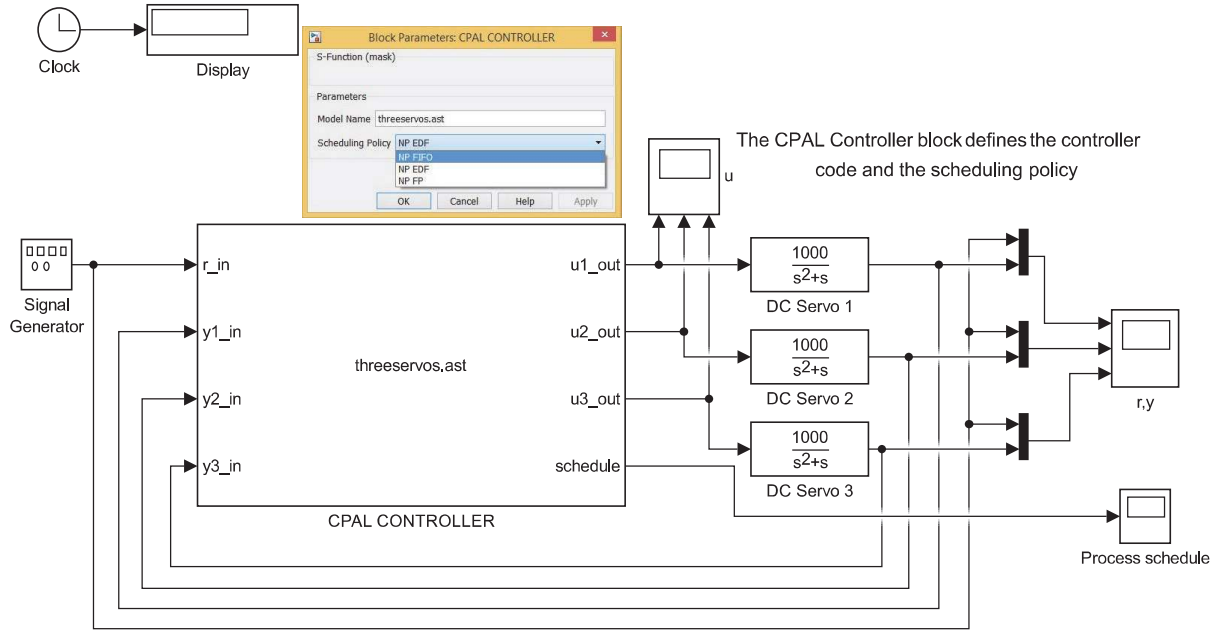 Clock
Display
Block Parameters: CPAL CONTROLLER
S-Function (mask)
Parameters
Model Name threeservos.ast
Scheduling Policy NP EDF
NP FIFO
NP EDF
NP FP
OK Cancel Help Apply
The CPAL Controller block defines the controller
code and the scheduling policy
u
Signal
Generator
r_in
y1_in
y2_in
y3_in
threeservos.ast
u1_out
u2_out
u3_out
schedule
CPAL CONTROLLER
1000
s²+s
DC Servo 1
1000
s²+s
DC Servo 2
1000
s²+s
DC Servo 3
r,y
Process schedule